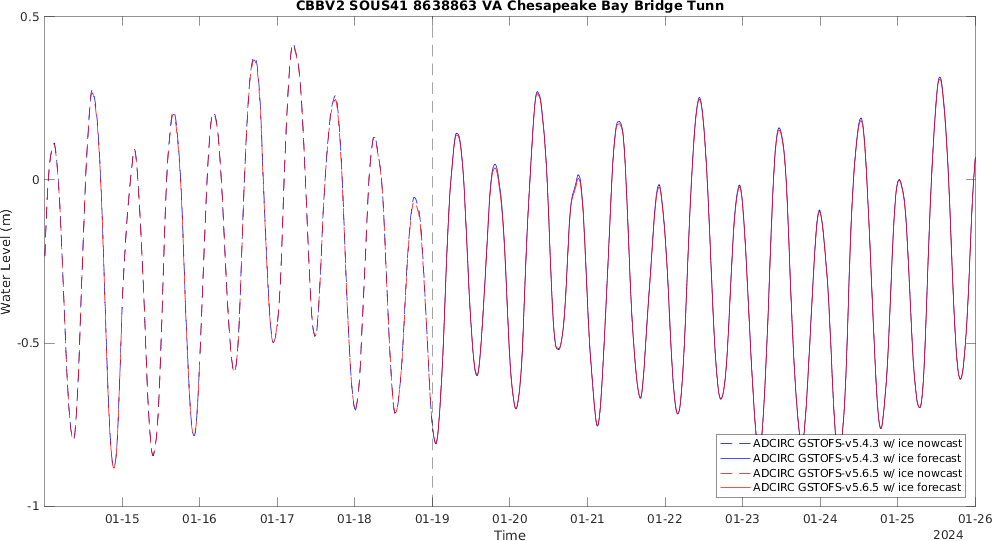 CBBV2 SOUS41 8638863 VA Chesapeake Bay Bridge Tunn
0.5
0
-0.5
-1
Water Level (m)
ADCIRC GSTOFS-v5.4.3 w/ ice nowcast
ADCIRC GSTOFS-v5.4.3 w/ ice forecast
ADCIRC GSTOFS-v5.6.5 w/ ice nowcast
ADCIRC GSTOFS-v5.6.5 w/ ice forecast
01-15 01-16 01-17 01-18 01-19 01-20 01-21 01-22 01-23 01-24 01-25 01-26
Time
2024